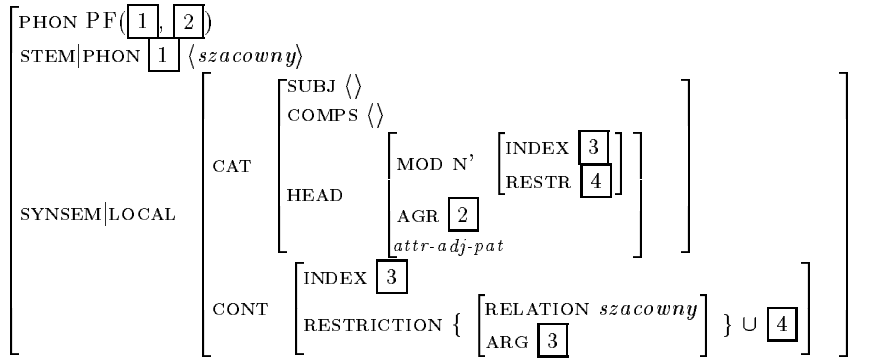 PHON PF( 1 , 2 )
STEM|PHON 1 ⟨szacowny⟩
SUBJ ⟨⟩
COMPS ⟨⟩
CAT
MOD N' INDEX 3
RESTR 4
HEAD
SYNSEM|LOCAL
AGR 2
attr-adj-pat
INDEX 3
CONT
RESTRICTION { RELATION szacowny } ∪ 4
ARG 3